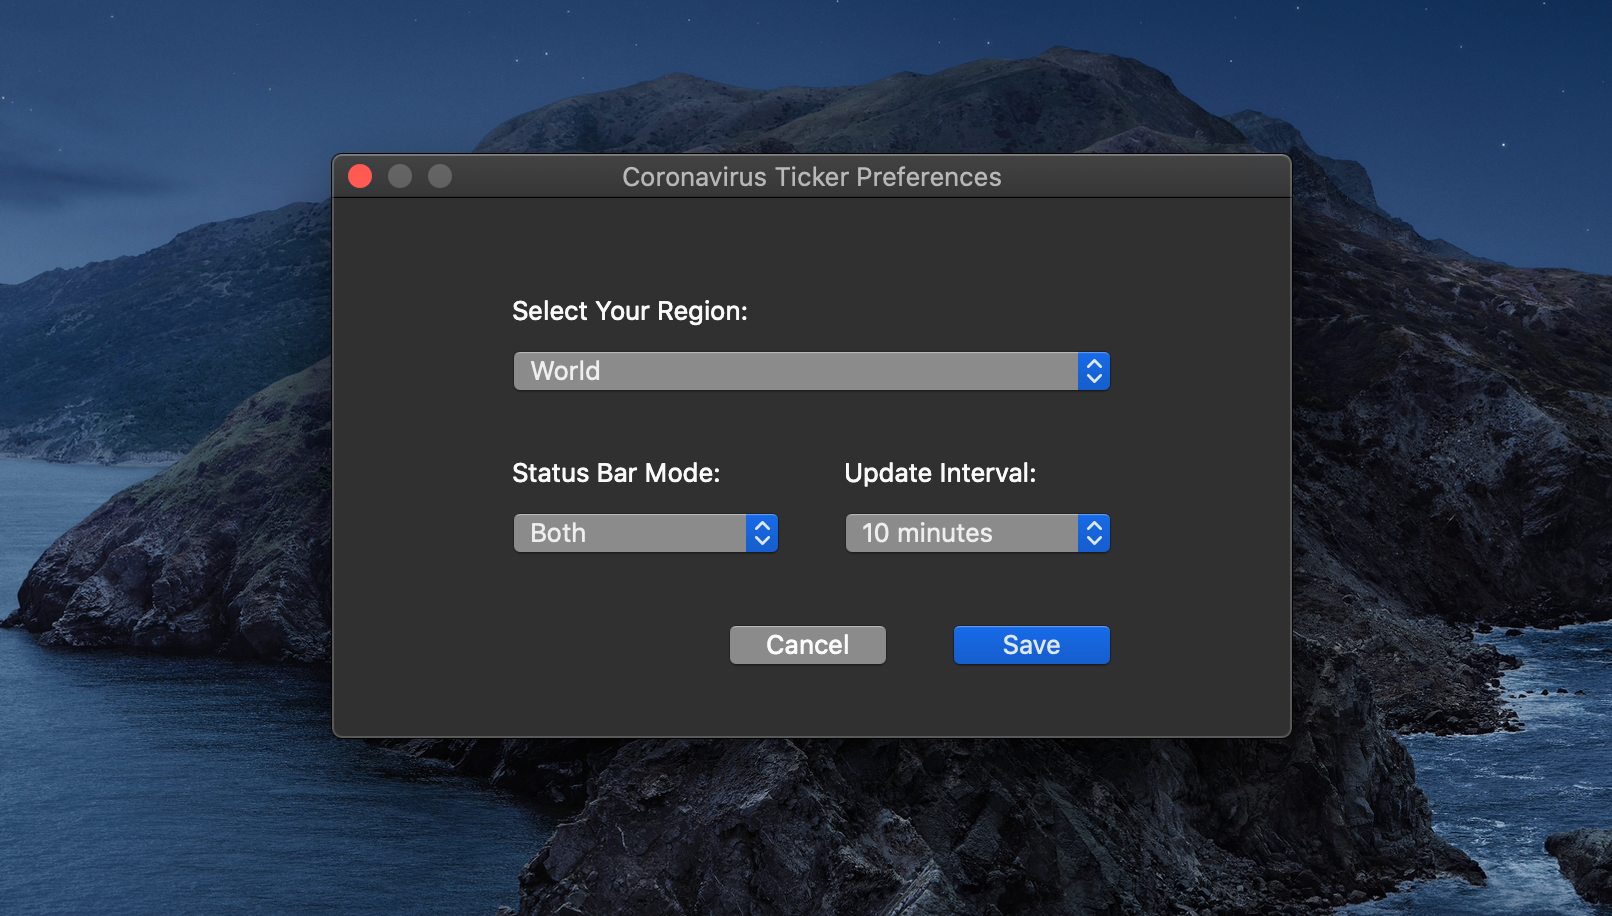 Coronavirus Ticker Preferences
Select Your Region:
World
Status Bar Mode: Update Interval:
Both 10 minutes
Cancel Save